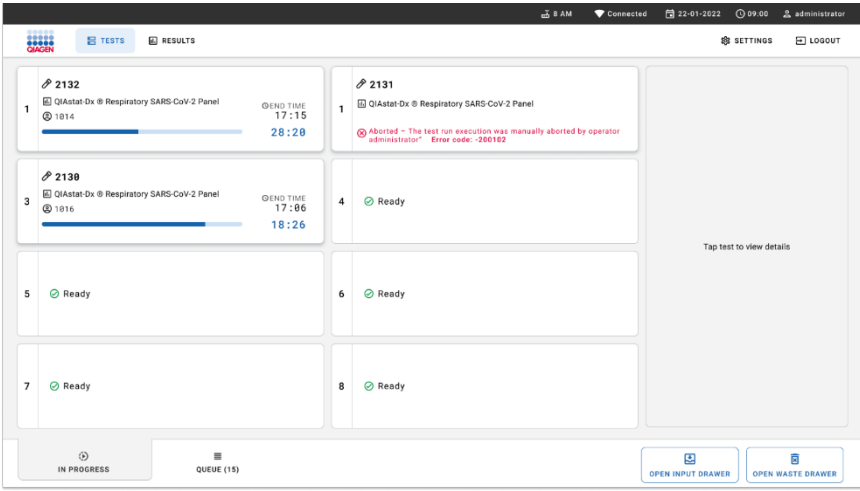 8 AM Connected 22-01-2022 09:00 administrator
QIAGEN TESTS RESULTS SETTINGS LOGOUT
1
2132
QIAstat-Dx ® Respiratory SARS-CoV-2 Panel
1014
END TIME
17:15
28:20
1
2131
QIAstat-Dx ® Respiratory SARS-CoV-2 Panel
Aborted – The test run execution was manually aborted by operator
administrator" Error code: -200102
3
2130
QIAstat-Dx ® Respiratory SARS-CoV-2 Panel
1016
END TIME
17:06
18:26
4 Ready
Tap test to view details
5 Ready
6 Ready
7 Ready
8 Ready
IN PROGRESS
QUEUE (15)
OPEN INPUT DRAWER
OPEN WASTE DRAWER